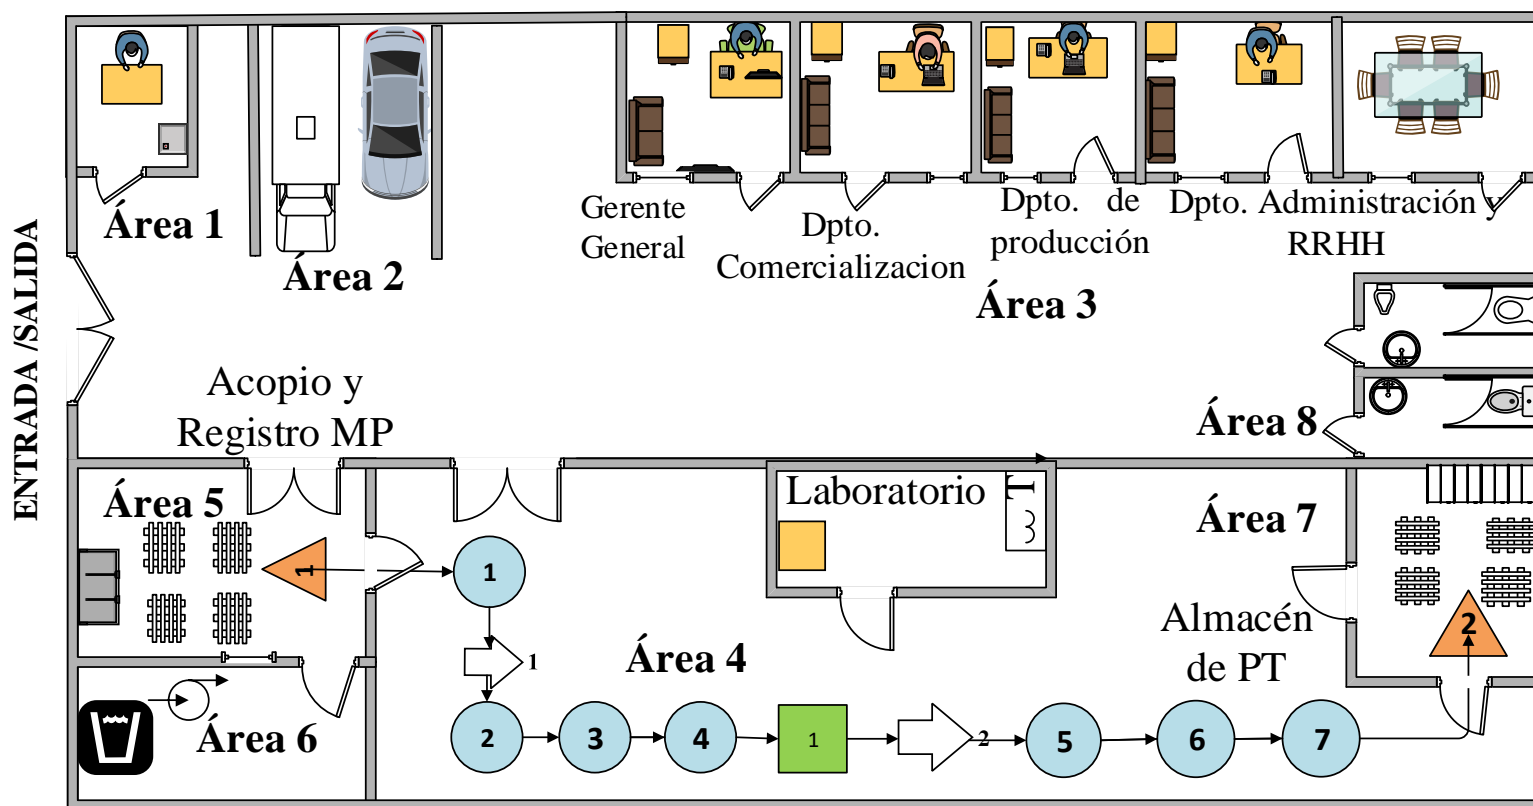 ENTRADA /SALIDA
Área 1
Área 2
Gerente
General
Dpto.
Comercializacion
Dpto. de
producción
Dpto. Administración y
RRHH
Área 3
Acopio y
Registro MP
Área 8
Área 5
Laboratorio
Área 7
1
1
1
Área 4
Almacén
de PT
2
Área 6
2
3
4
1
2
5
6
7